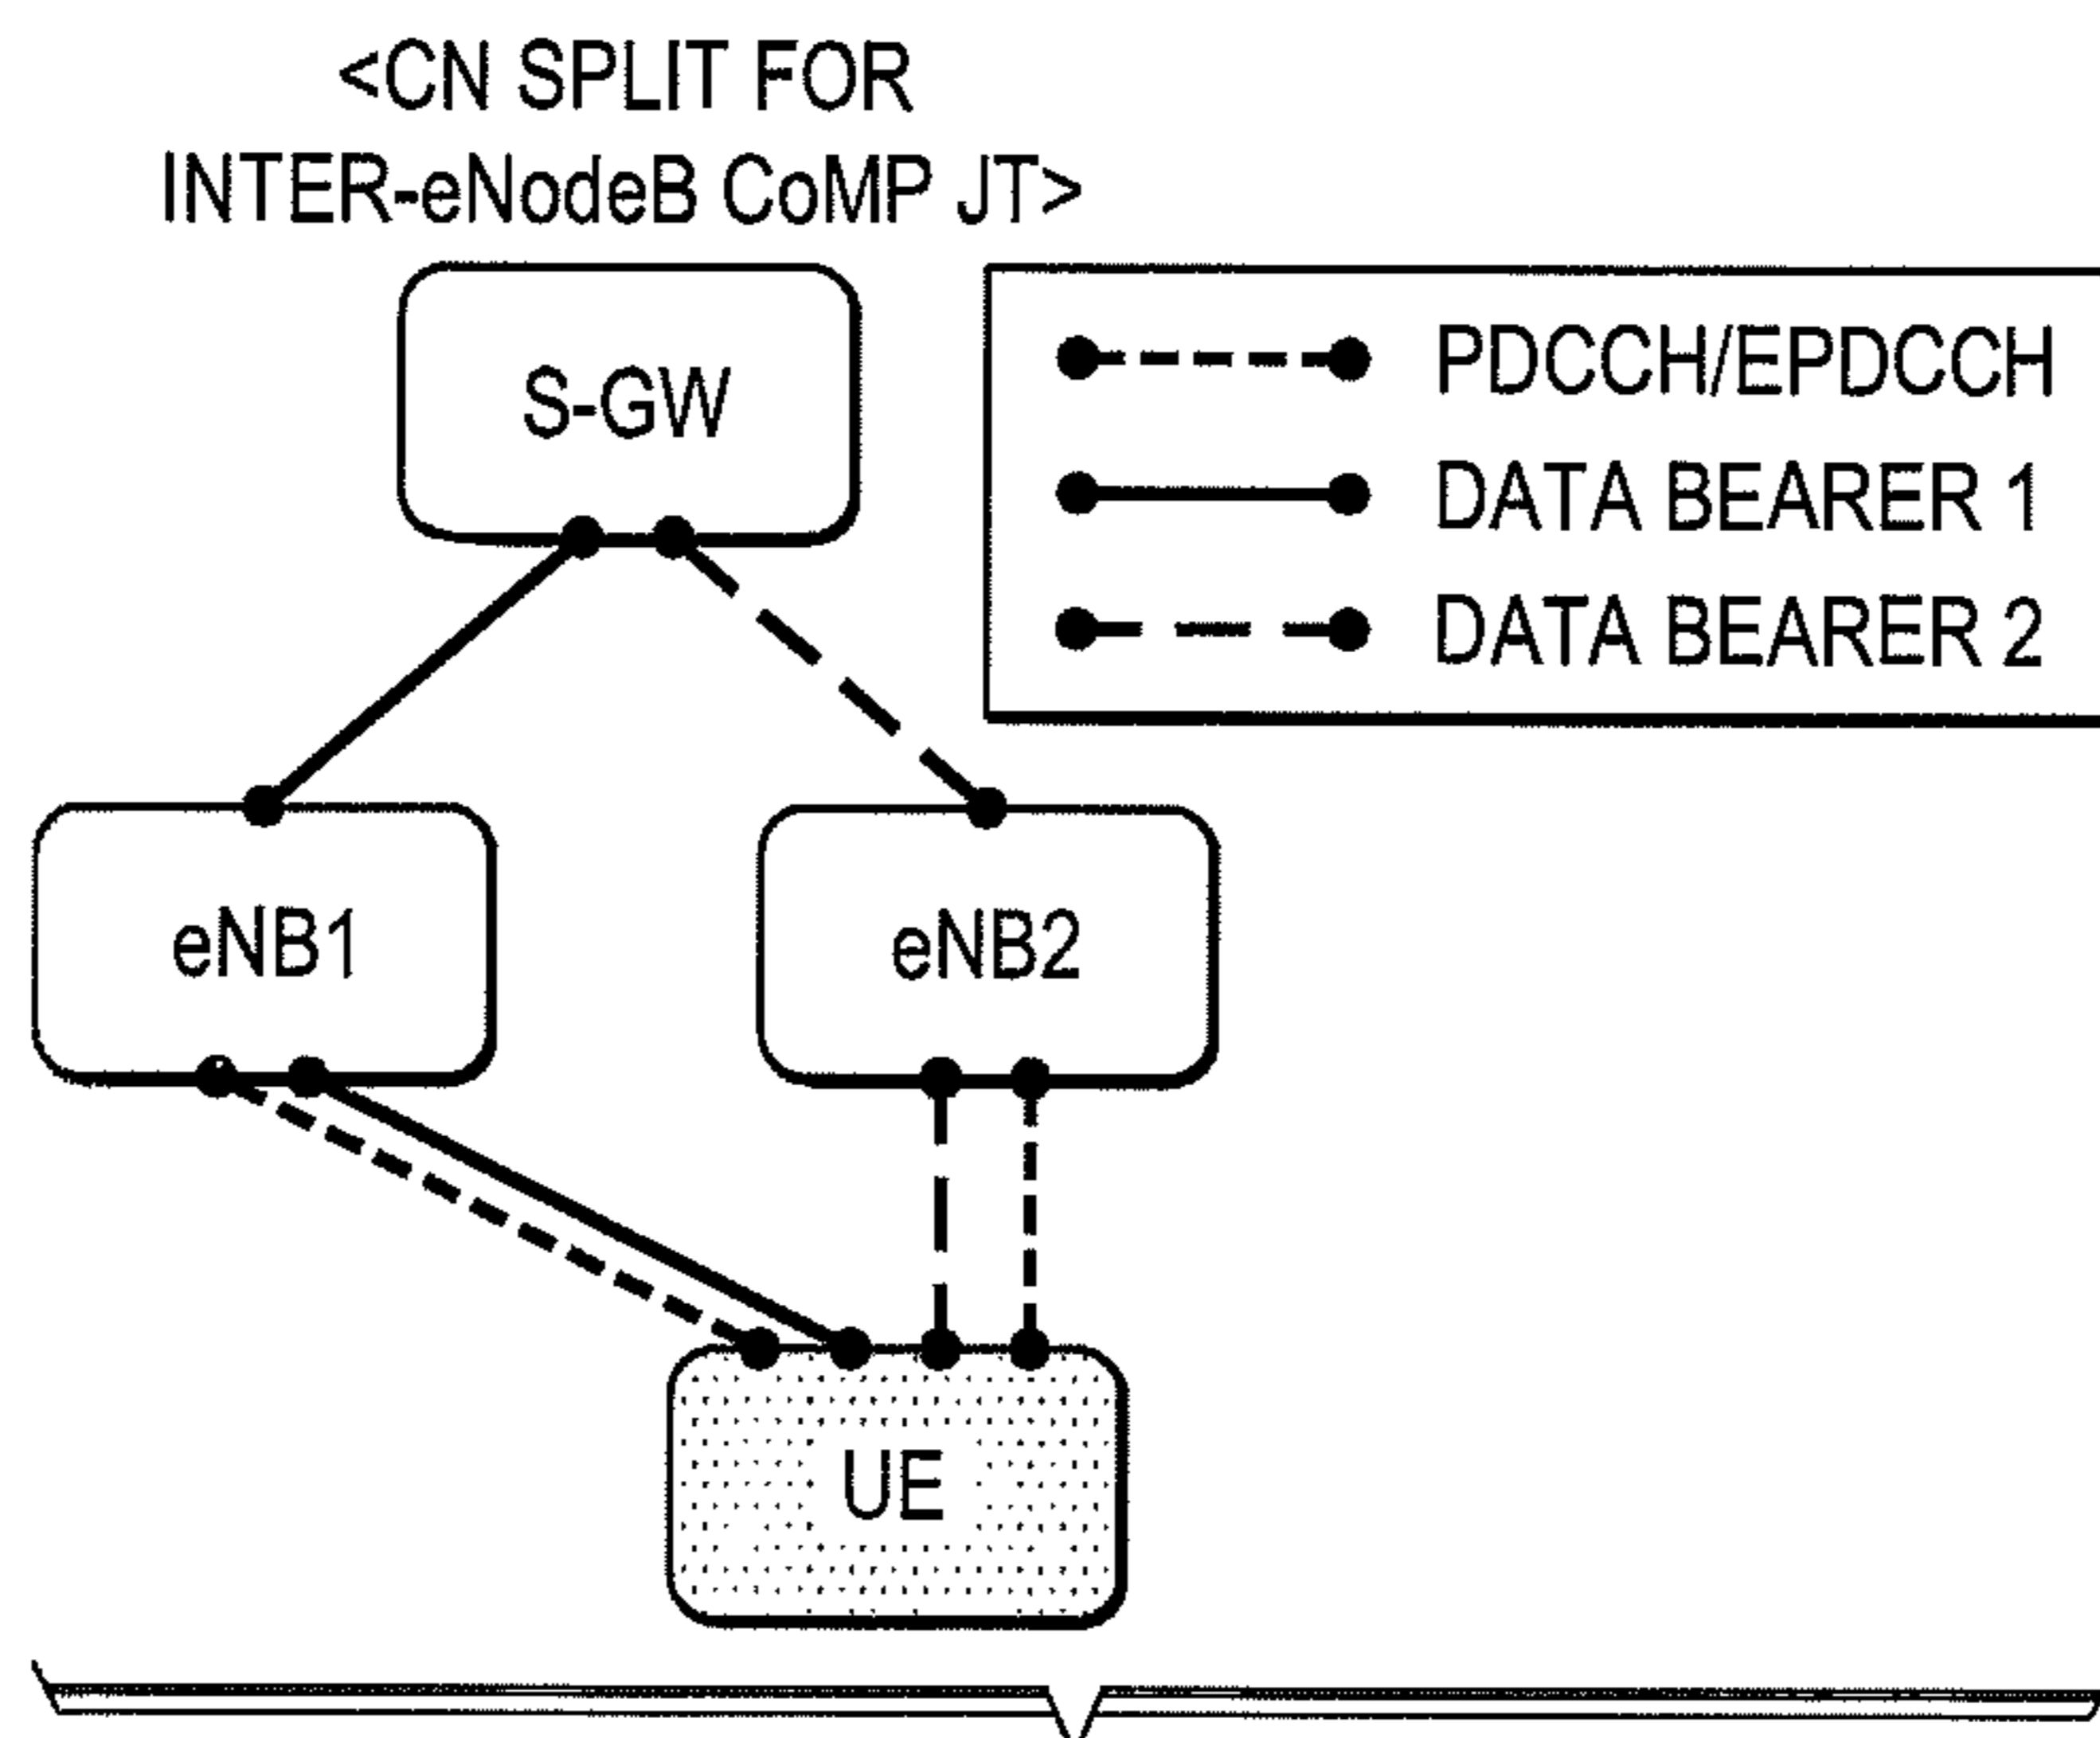 <CN SPLIT FOR
INTER-eNodeB CoMP JT>
S-GW
PDCCH/EPDCCH
DATA BEARER 1
DATA BEARER 2
eNB1
eNB2
UE